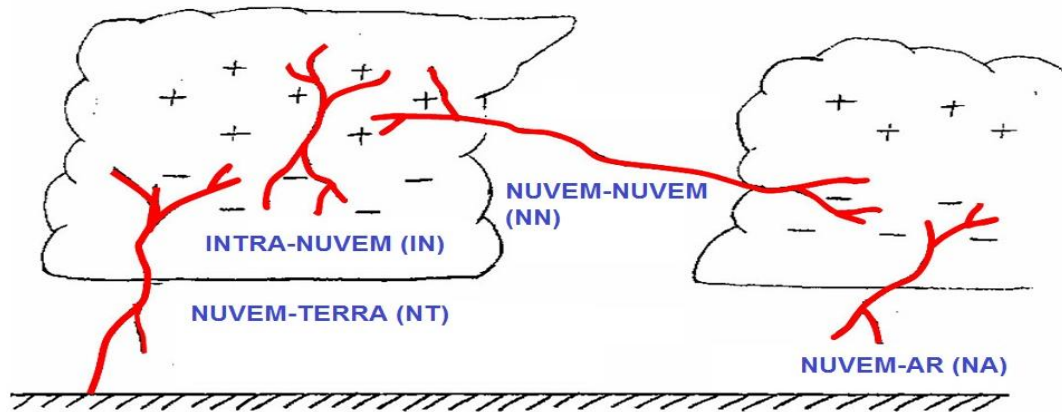 NUVEM-NUVEM
(NN)
INTRA-NUVEM (IN)
NUVEM-TERRA (NT)
NUVEM-AR (NA)